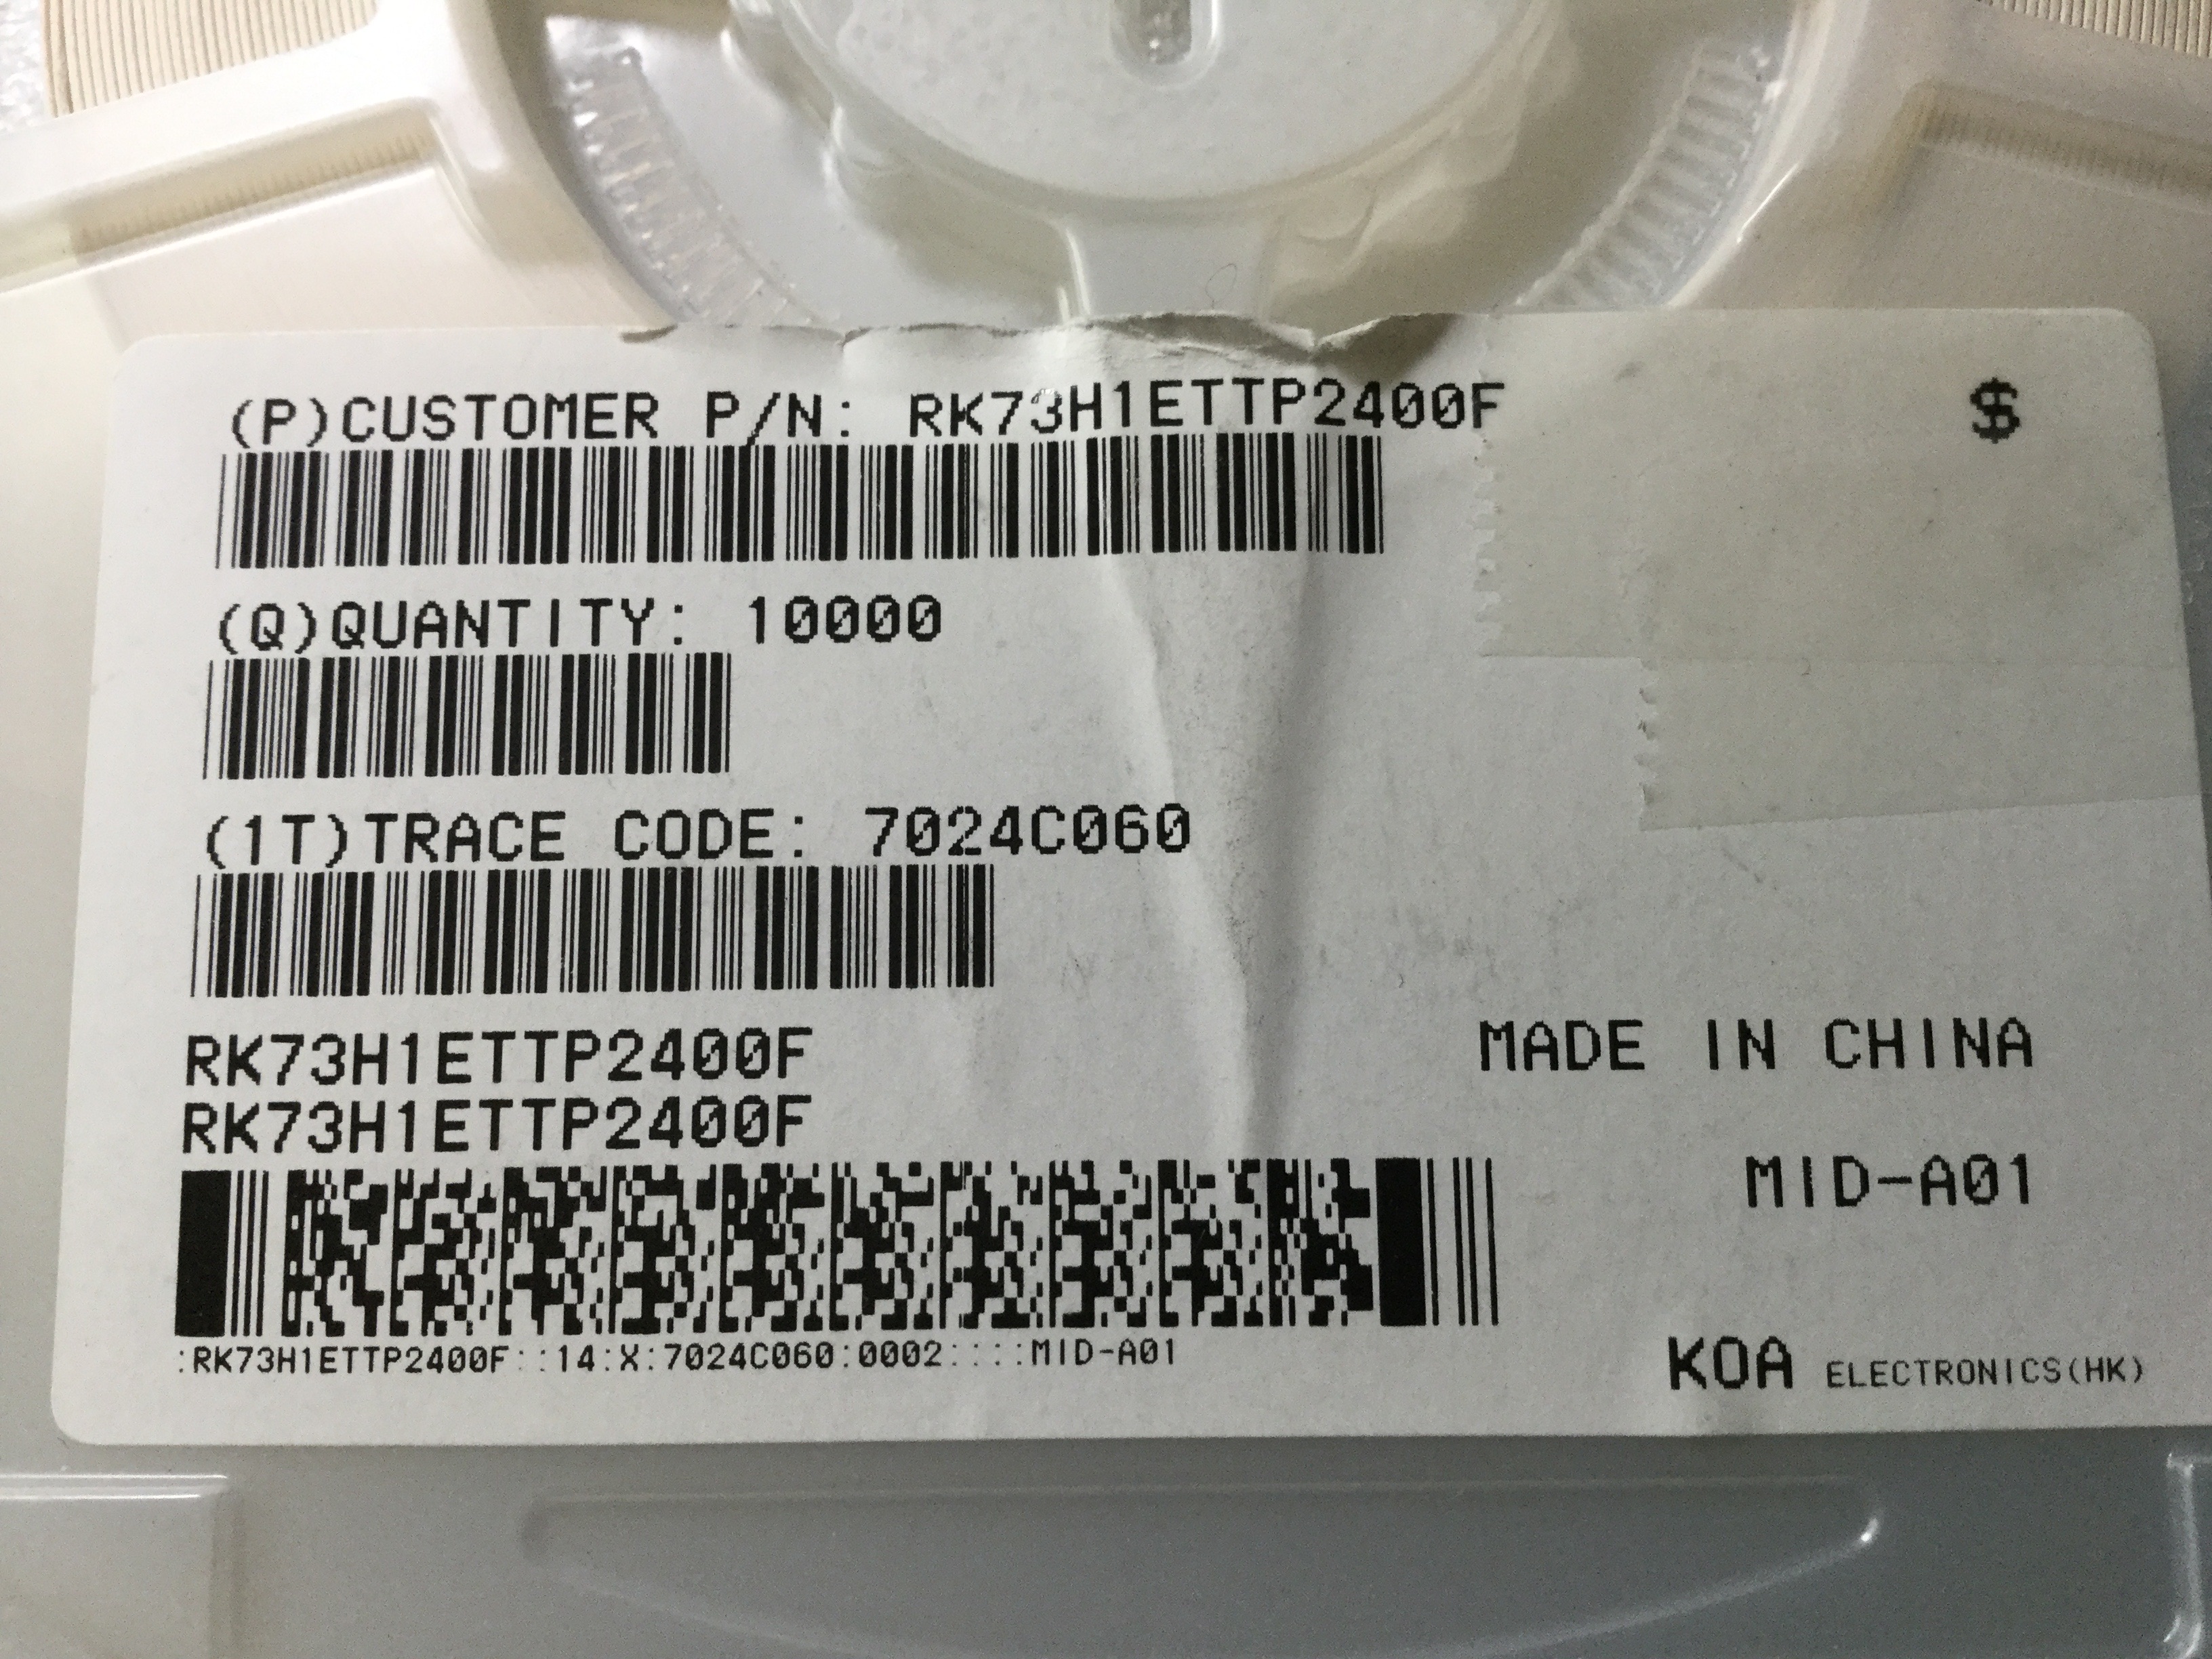 (P)CUSTOMER P/N: RK73H1ETTP2400F
$
(Q)QUANTITY: 10000
(1T)TRACE CODE: 7024C060
RK73H1ETTP2400F
RK73H1ETTP2400F
MADE IN CHINA
MID-A01
:RK73H1ETTP2400F::14:X:7024C060:0002::::MID-A01
KOA ELECTRONICS(HK)